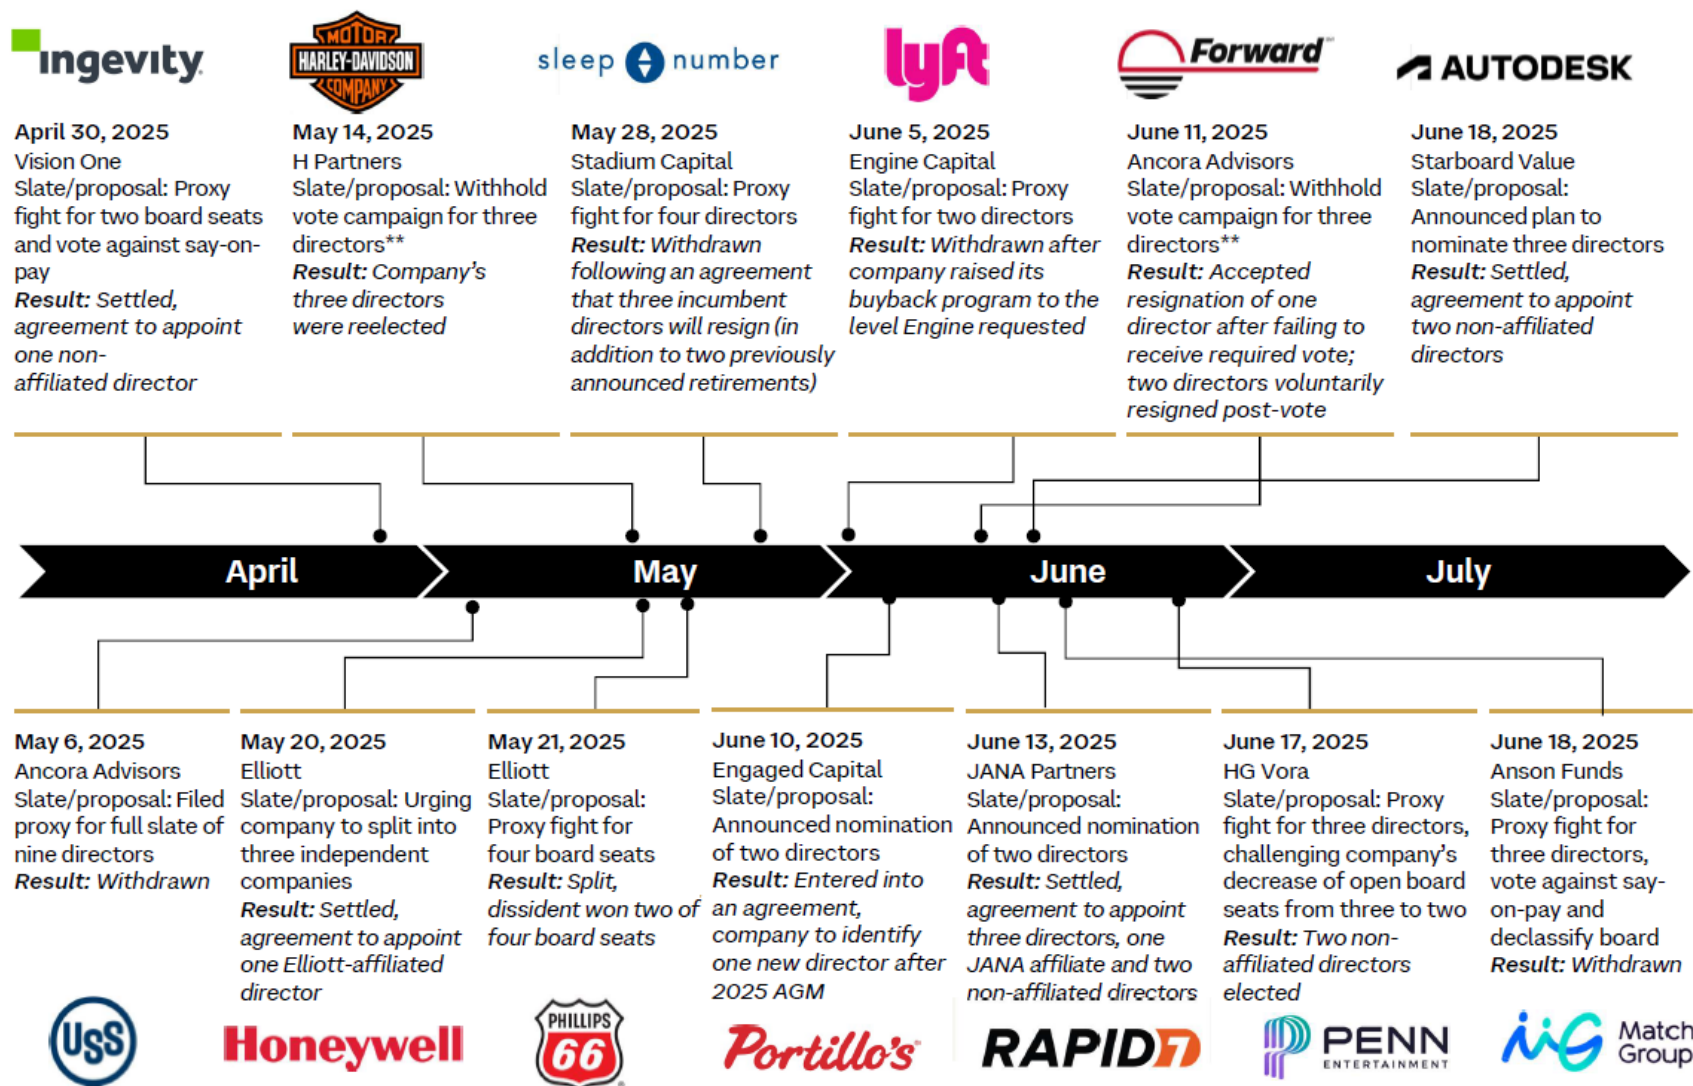 ingevity
MOTOR
HARLEY-DAVIDSON
COMPANY
sleep number
lyft
Forward
AUTODESK
April 30, 2025
Vision One
Slate/proposal: Proxy
fight for two board seats
and vote against say-on-
pay
Result: Settled,
agreement to appoint
one non-
affiliated director
May 14, 2025
H Partners
Slate/proposal: Withhold
vote campaign for three
directors**
Result: Company's
three directors
were reelected
May 28, 2025
Stadium Capital
Slate/proposal: Proxy
fight for four directors
Result: Withdrawn
following an agreement
that three incumbent
directors will resign (in
addition to two previously
announced retirements)
June 5, 2025
Engine Capital
Slate/proposal: Proxy
fight for two directors
Result: Withdrawn after
company raised its
buyback program to the
level Engine requested
June 11, 2025
Ancora Advisors
Slate/proposal: Withhold
vote campaign for three
directors**
Result: Accepted
resignation of one
director after failing to
receive required vote;
two directors voluntarily
resigned post-vote
June 18, 2025
Starboard Value
Slate/proposal:
Announced plan to
nominate three directors
Result: Settled,
agreement to appoint
two non-affiliated
directors
April
May
June
July
May 6, 2025
Ancora Advisors
Slate/proposal: Filed
proxy for full slate of
nine directors
Result: Withdrawn
May 20, 2025
Elliott
Slate/proposal: Urging
company to split into
three independent
companies
Result: Settled,
agreement to appoint
one Elliott-affiliated
director
May 21, 2025
Elliott
Slate/proposal:
Proxy fight for
four board seats
Result: Split,
dissident won two of
four board seats
June 10, 2025
Engaged Capital
Slate/proposal:
Announced nomination
of two directors
Result: Entered into
an agreement,
company to identify
one new director after
2025 AGM
June 13, 2025
JANA Partners
Slate/proposal:
Announced nomination
of two directors
Result: Settled,
agreement to appoint
three directors, one
JANA affiliate and two
non-affiliated directors
June 17, 2025
HG Vora
Slate/proposal: Proxy
fight for three directors,
challenging company's
decrease of open board
seats from three to two
Result: Two non-
affiliated directors
elected
June 18, 2025
Anson Funds
Slate/proposal:
Proxy fight for
three directors,
vote against say-
on-pay and
declassify board
Result: Withdrawn
USS
Honeywell
PHILLIPS
66
Portillo's
RAPID7
PENN
ENTERTAINMENT
MG
Match
Group